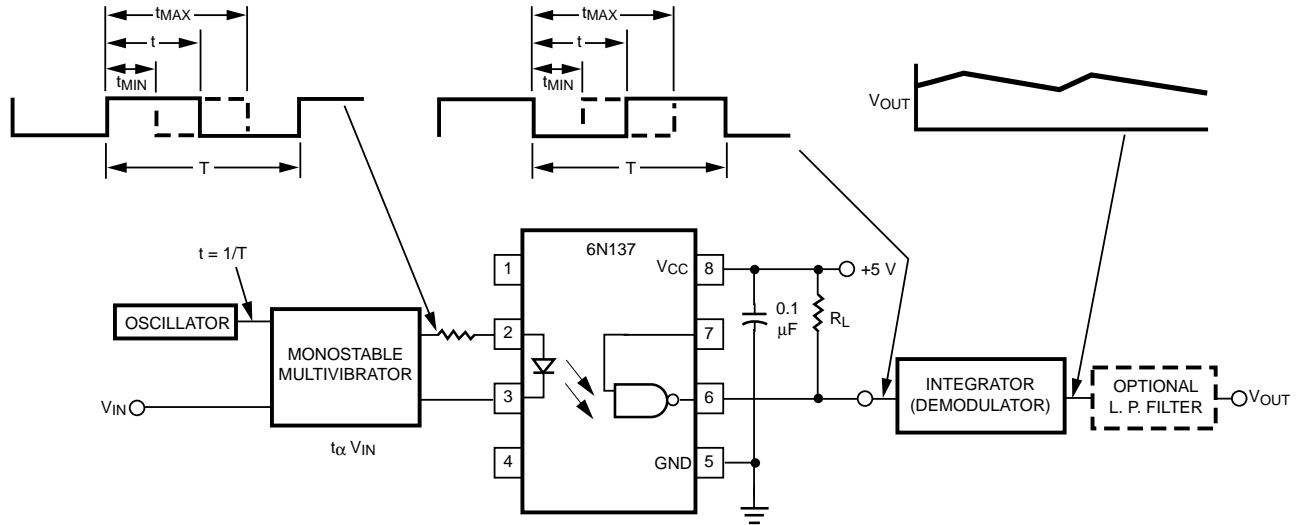 tMAX
t
tMIN
T
tMAX
t
tMIN
T
VOUT
t = 1/T
OSCILLATOR
MONOSTABLE
MULTIVIBRATOR
VIN
tα VIN
6N137
1
2
3
4
VCC
8
7
6
GND
5
0.1
µF
RL
+5 V
INTEGRATOR
(DEMODULATOR)
OPTIONAL
L. P. FILTER
VOUT